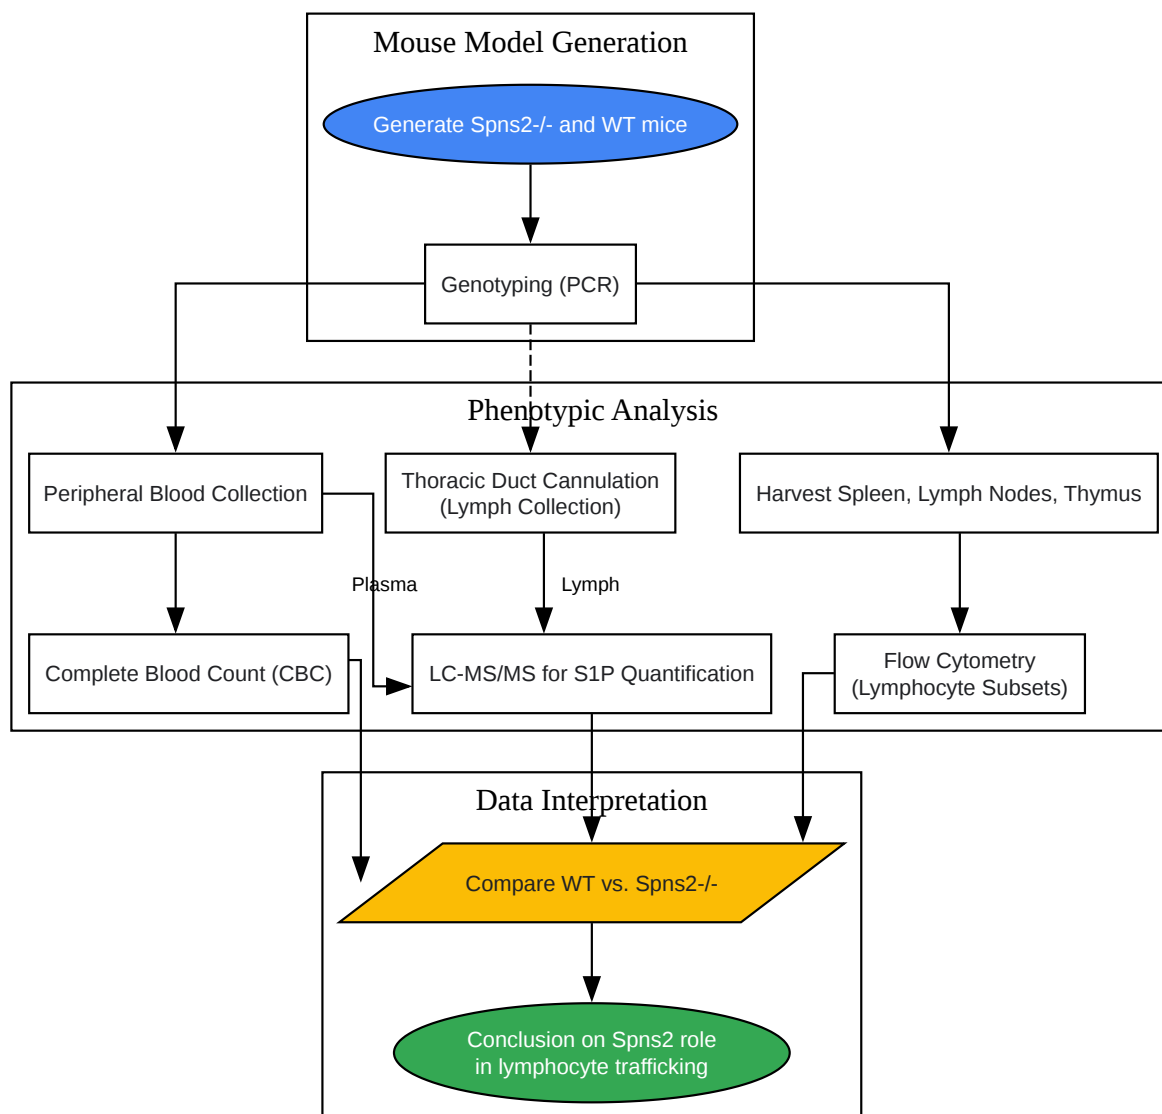 Mouse Model Generation
Generate Spns2-/- and WT mice
Genotyping (PCR)
Phenotypic Analysis
Peripheral Blood Collection
Thoracic Duct Cannulation
(Lymph Collection)
Harvest Spleen, Lymph Nodes, Thymus
Plasma
Lymph
Complete Blood Count (CBC)
LC-MS/MS for S1P Quantification
Flow Cytometry
(Lymphocyte Subsets)
Data Interpretation
Compare WT vs. Spns2-/-
Conclusion on Spns2 role
in lymphocyte trafficking